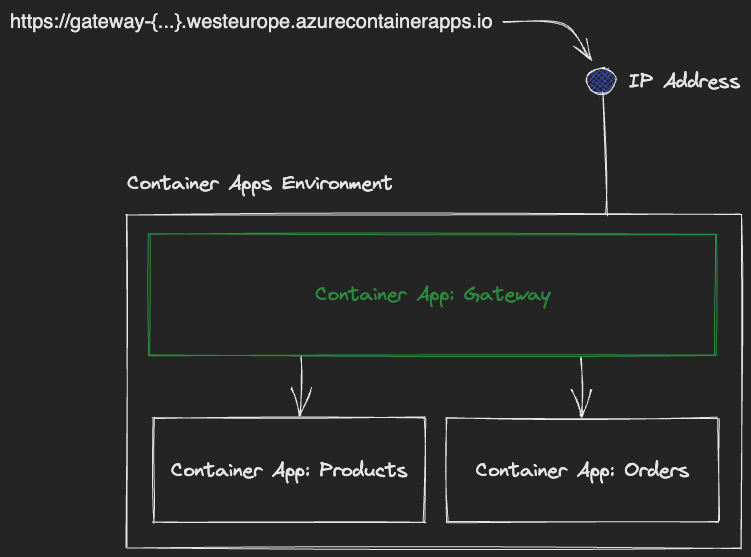 https://gateway-{...}.westeurope.azurecontainerapps.io
IP Address
Container Apps Environment
Container App: Gateway
Container App: Products
Container App: Orders